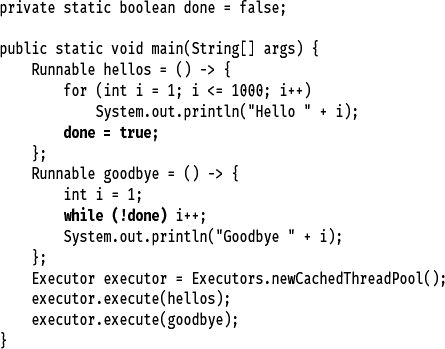 private static boolean done = false;

public static void main(String[] args) {
    Runnable hellos = () -> {
        for (int i = 1; i <= 1000; i++)
            System.out.println("Hello " + i);
        done = true;
    };
    Runnable goodbye = () -> {
        int i = 1;
        while (!done) i++;
        System.out.println("Goodbye " + i);
    };
    Executor executor = Executors.newCachedThreadPool();
    executor.execute(hellos);
    executor.execute(goodbye);
}